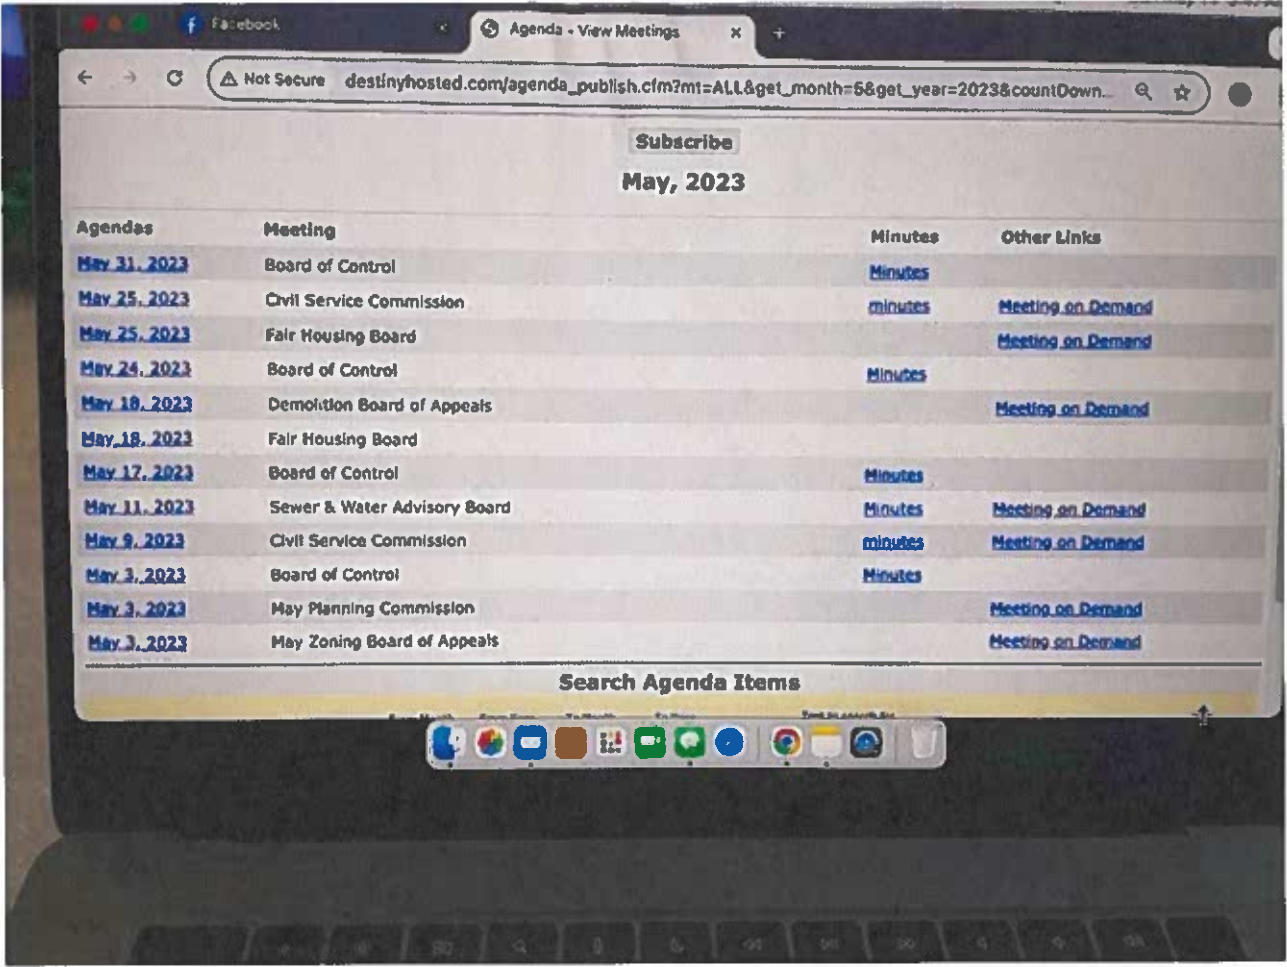 Facebook
Agenda - View Meetings
Not Secure destinyhosted.com/agenda_publish.cfm?mt=ALL&get_month=5&get_year=2023&countDown...
Subscribe
May, 2023
Agendas Meeting Minutes Other Links
May 31, 2023 Board of Control Minutes
May 25, 2023 Civil Service Commission minutes Meeting on Demand
May 25, 2023 Fair Housing Board Meeting on Demand
May 24, 2023 Board of Control Minutes
May 18, 2023 Demolition Board of Appeals Meeting on Demand
May 18, 2023 Fair Housing Board
May 17, 2023 Board of Control Minutes
May 11, 2023 Sewer & Water Advisory Board Minutes Meeting on Demand
May 9, 2023 Civil Service Commission minutes Meeting on Demand
May 3, 2023 Board of Control Minutes
May 3, 2023 May Planning Commission Meeting on Demand
May 3, 2023 May Zoning Board of Appeals Meeting on Demand
Search Agenda Items